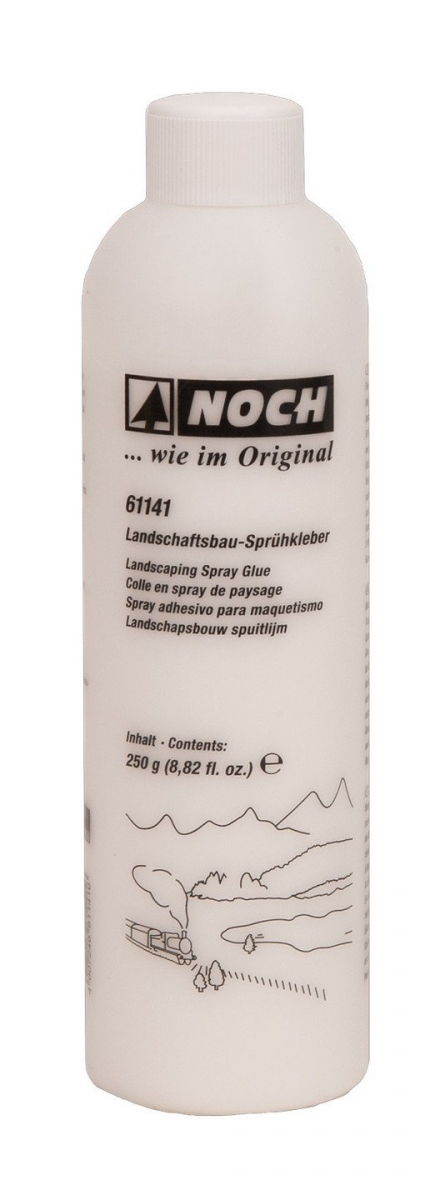 NOCH
... wie im Original
61141
Landschaftsbau-Sprühkleber
Landscaping Spray Glue
Colle en spray de paysage
Spray adhesivo para maquetismo
Landschapsbouw spuitlijm
Inhalt · Contents:
250 g (8,82 fl. oz.) ℮